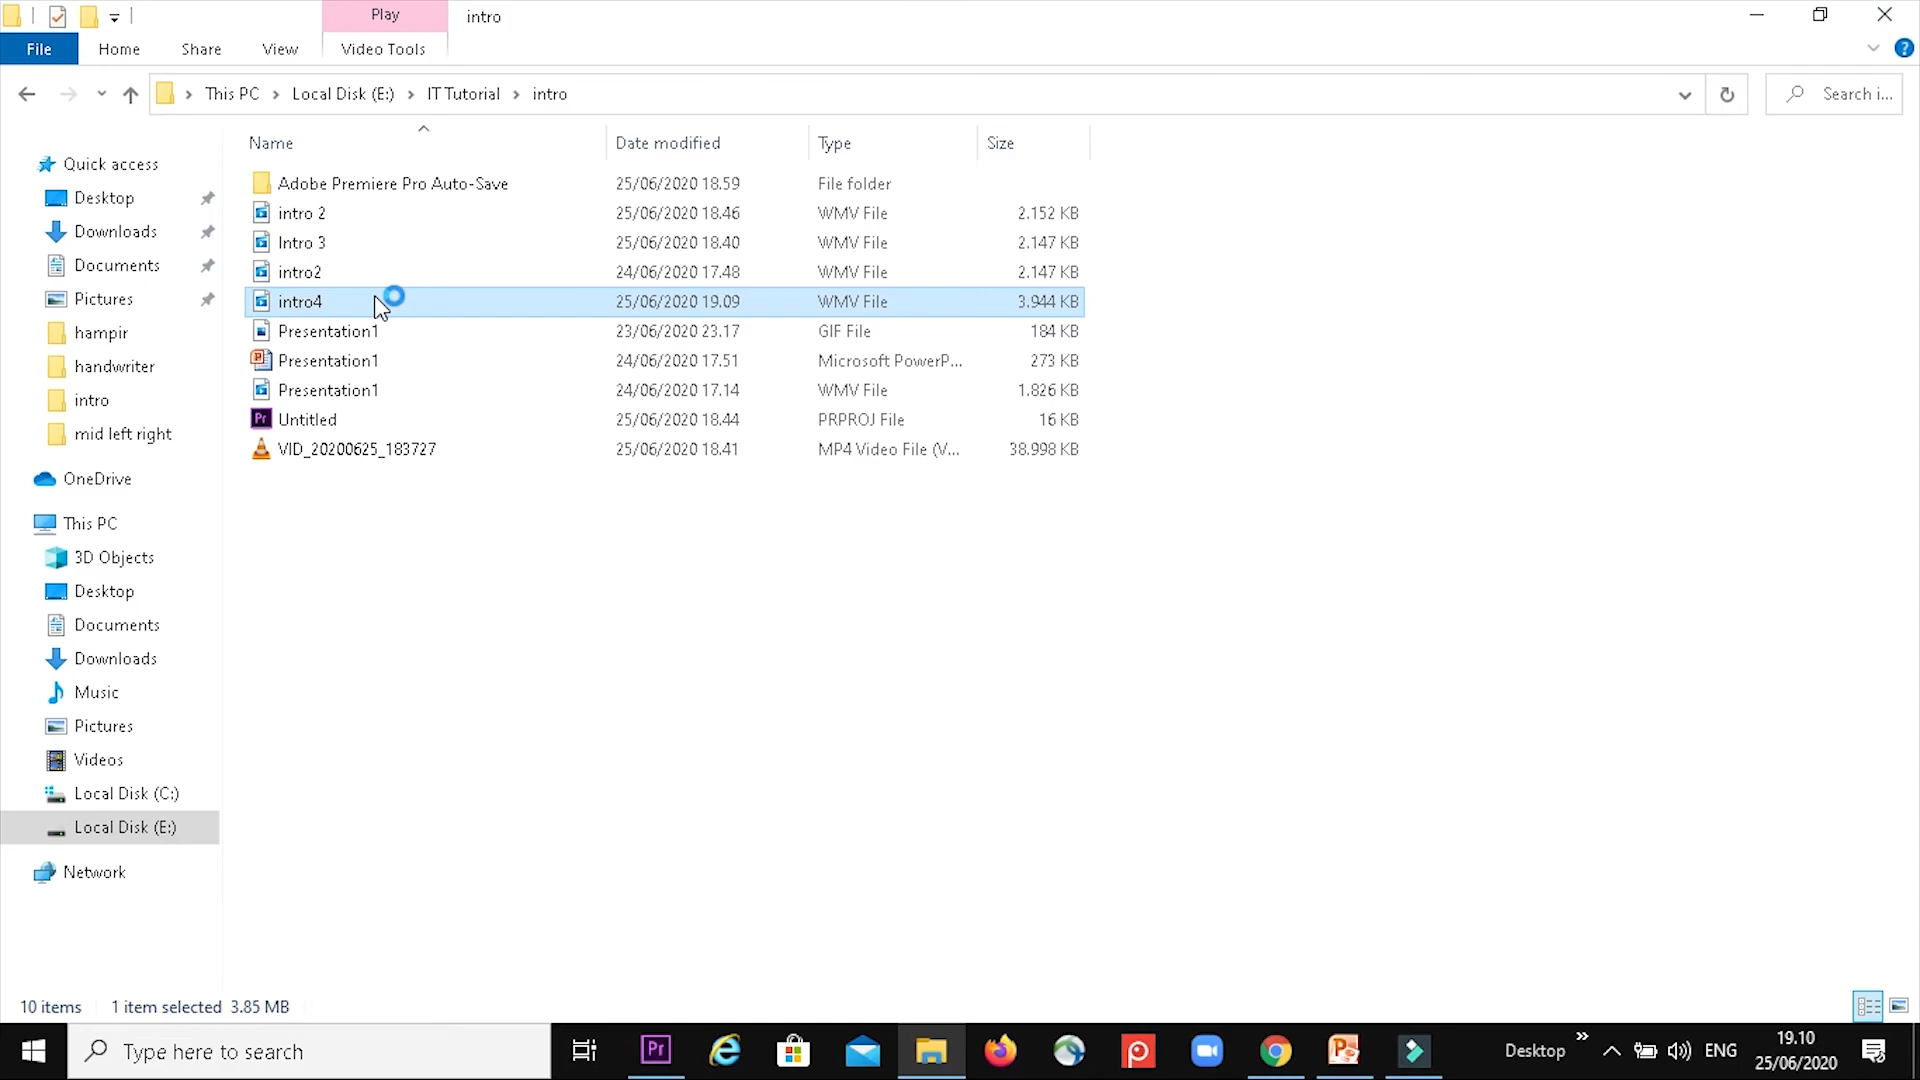 Play
intro
File
Home
Share
View
Video Tools
This PC
Local Disk (E:)
IT Tutorial
intro
Search i...
Name
Date modified
Type
Size
Quick access
Desktop
Downloads
Documents
Pictures
hampir
handwriter
intro
mid left right
OneDrive
This PC
3D Objects
Desktop
Documents
Downloads
Music
Pictures
Videos
Local Disk (C:)
Local Disk (E:)
Network
Adobe Premiere Pro Auto-Save 25/06/2020 18.59 File folder
intro 2 25/06/2020 18.46 WMV File 2.152 KB
Intro 3 25/06/2020 18.40 WMV File 2.147 KB
intro2 24/06/2020 17.48 WMV File 2.147 KB
intro4 25/06/2020 19.09 WMV File 3.944 KB
Presentation1 23/06/2020 23.17 GIF File 184 KB
Presentation1 24/06/2020 17.51 Microsoft PowerP... 273 KB
Presentation1 24/06/2020 17.14 WMV File 1.826 KB
Untitled 25/06/2020 18.44 PRPROJ File 16 KB
VID_20200625_183727 25/06/2020 18.41 MP4 Video File (V... 38.998 KB
10 items 1 item selected 3.85 MB
Type here to search
Pr
Desktop
ENG
19.10
25/06/2020